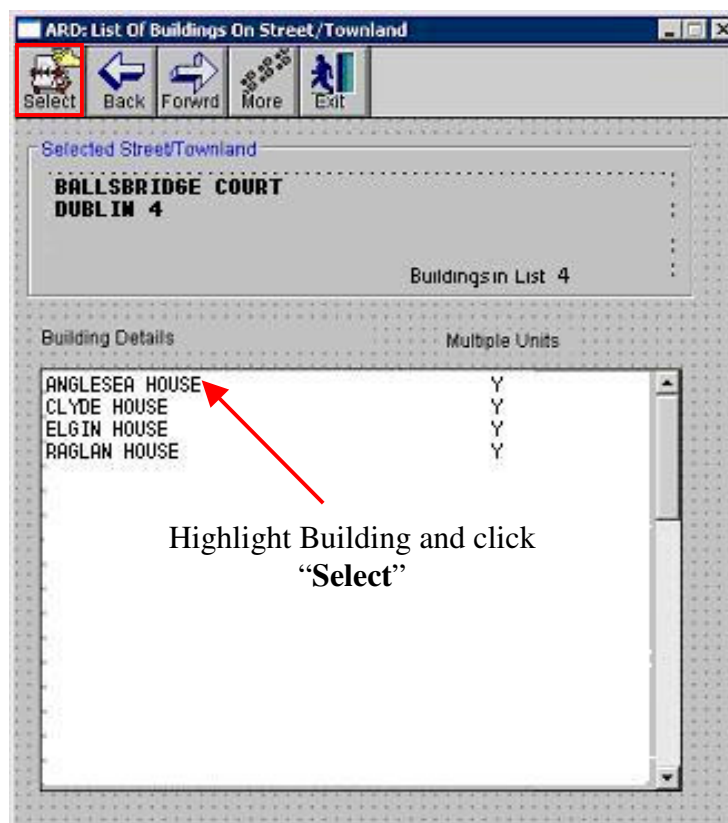 ARD: List Of Buildings On Street/Townland
Select Back Forwrd More Exit
Selected Street/Townland
BALLSBRIDGE COURT
DUBLIN 4
Buildings in List 4
Building Details Multiple Units
ANGLESEA HOUSE Y
CLYDE HOUSE Y
ELGIN HOUSE Y
RAGLAN HOUSE Y
Highlight Building and click
“Select”